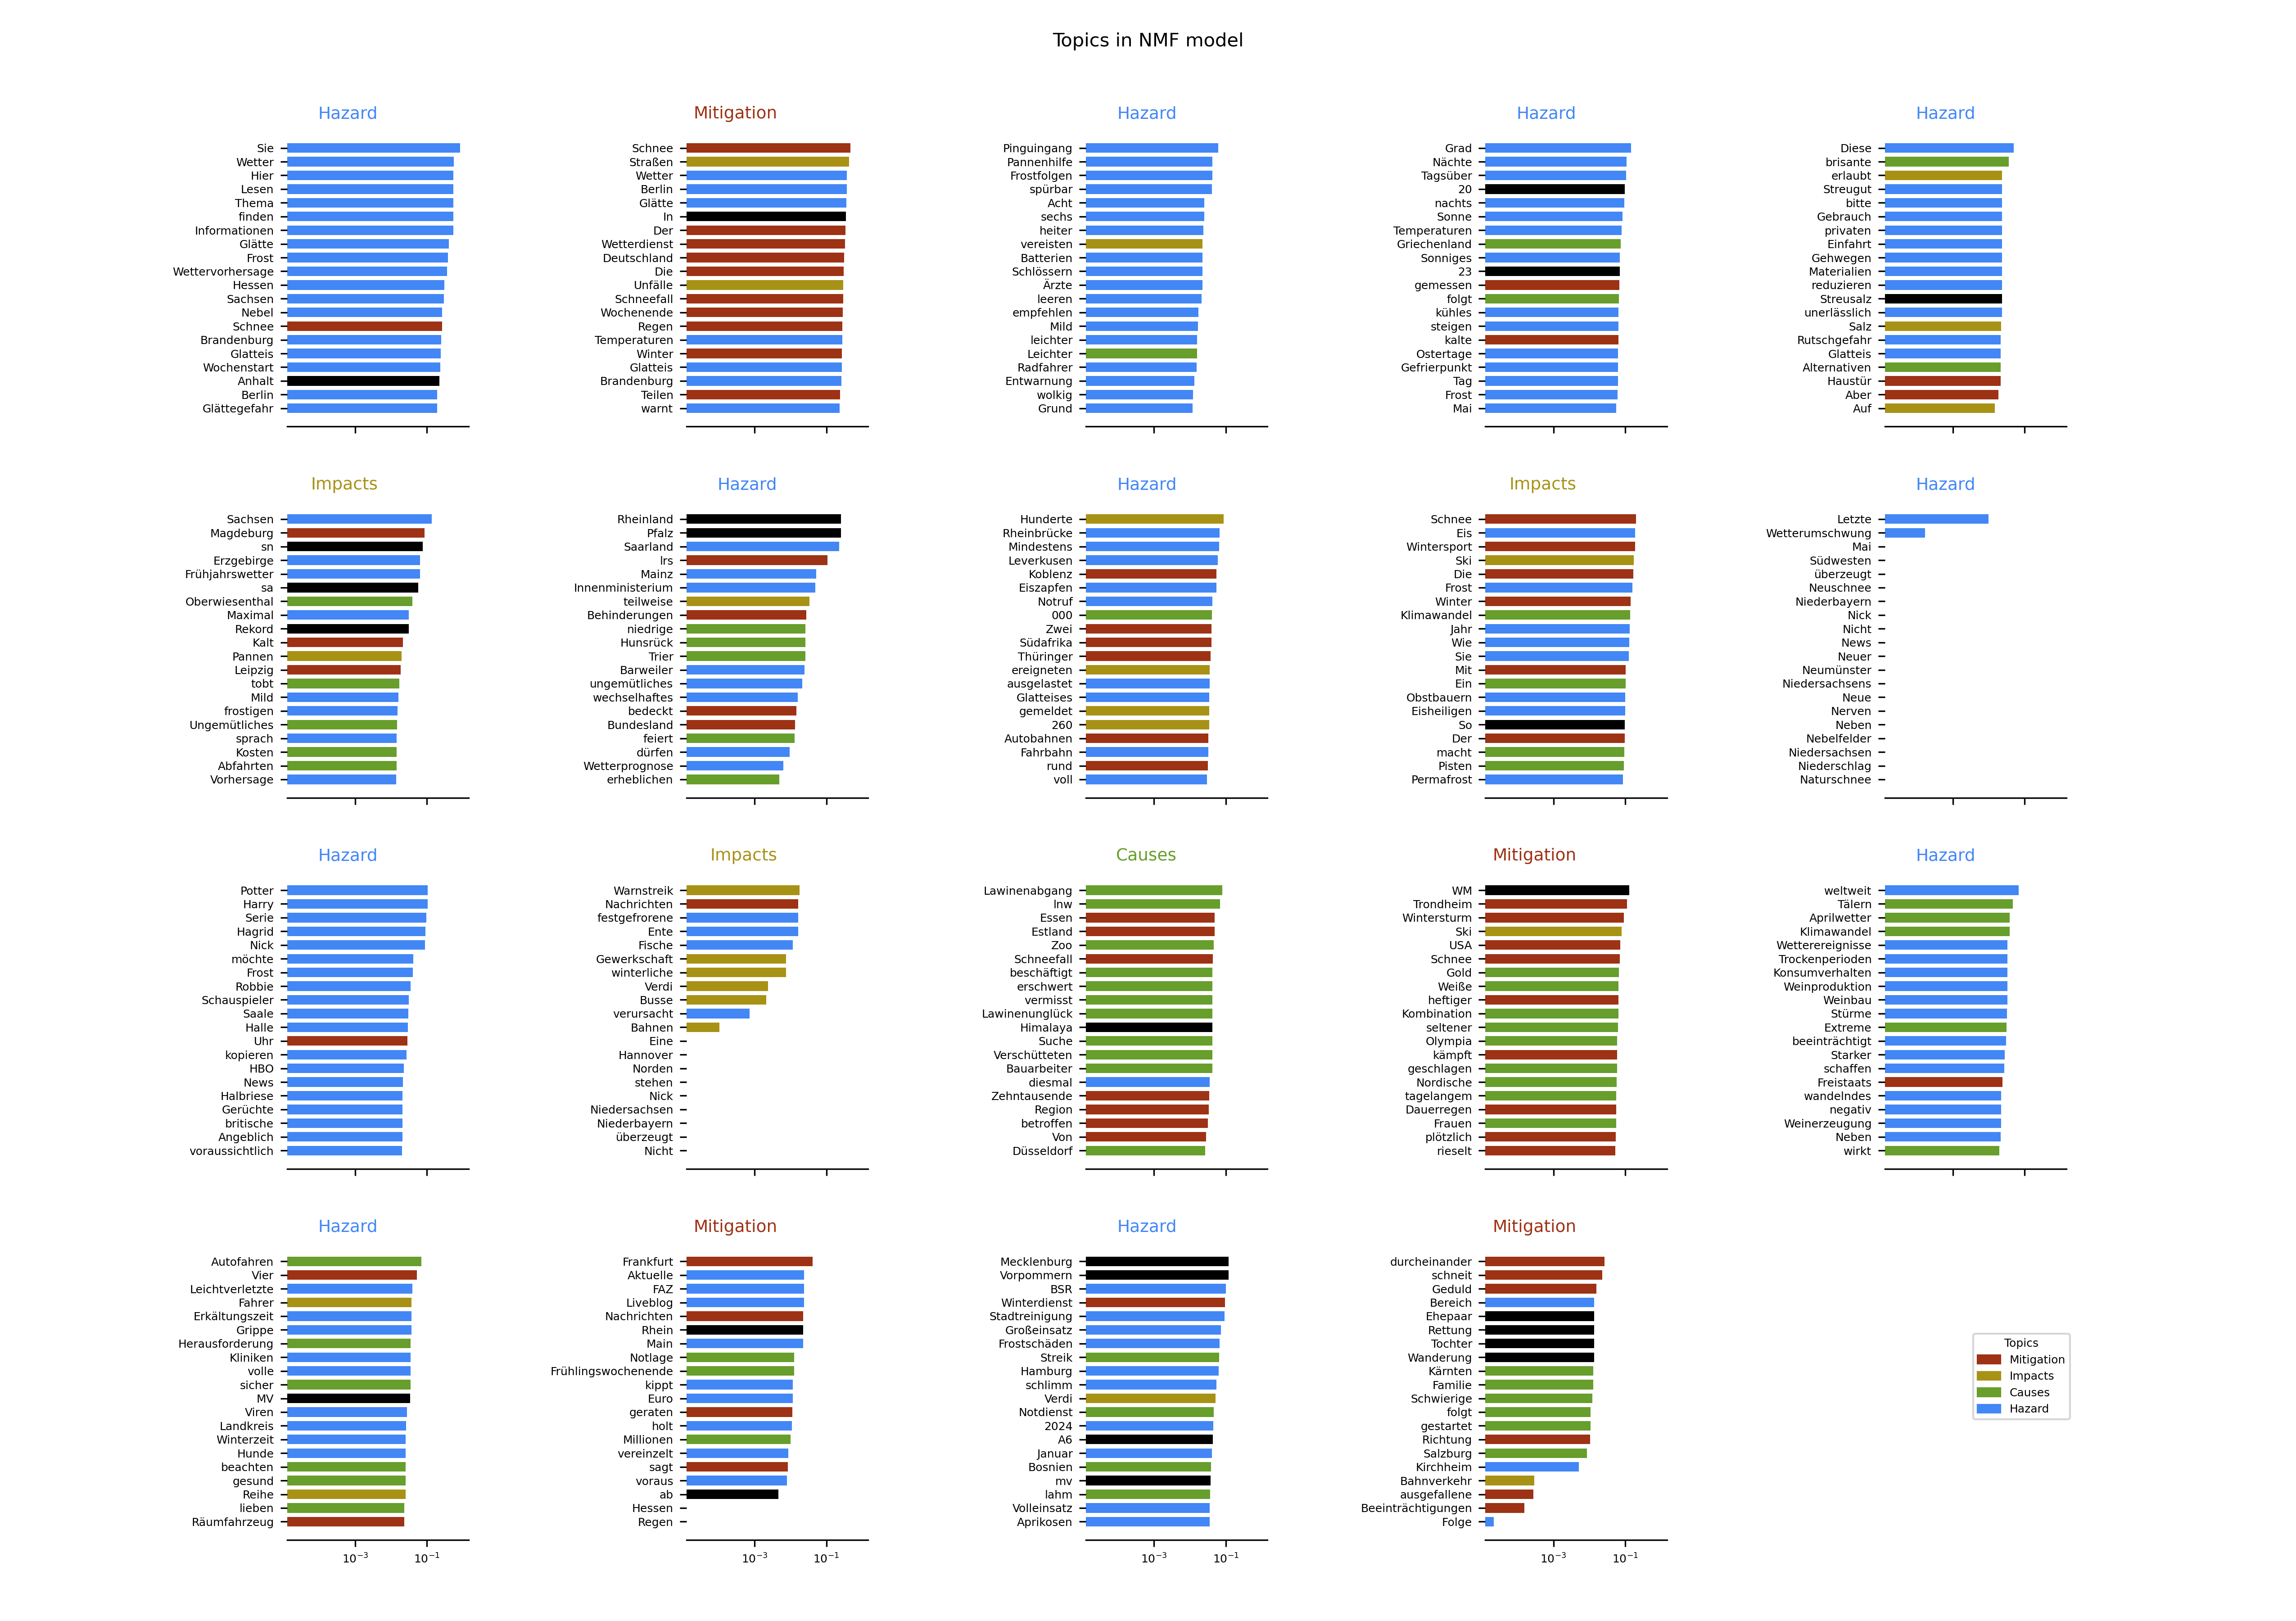 Topics in NMF model
Hazard
Sie
Wetter
Hier
Lesen
Thema
finden
Informationen
Glätte
Frost
Wettervorhersage
Hessen
Sachsen
Nebel
Schnee
Brandenburg
Glatteis
Wochenstart
Anhalt
Berlin
Glättegefahr
Mitigation
Schnee
Straßen
Wetter
Berlin
Glätte
In
Der
Wetterdienst
Deutschland
Die
Unfälle
Schneefall
Wochenende
Regen
Temperaturen
Winter
Glatteis
Brandenburg
Teilen
warnt
Hazard
Pinguingang
Pannenhilfe
Frostfolgen
spürbar
Acht
sechs
heiter
vereisten
Batterien
Schlössern
Ärzte
leeren
empfehlen
Mild
leichter
Leichter
Radfahrer
Entwarnung
wolkig
Grund
Hazard
Grad
Nächte
Tagsüber
20
nachts
Sonne
Temperaturen
Griechenland
Sonniges
23
gemessen
folgt
kühles
steigen
kalte
Ostertage
Gefrierpunkt
Tag
Frost
Mai
Hazard
Diese
brisante
erlaubt
Streugut
bitte
Gebrauch
privaten
Einfahrt
Gehwegen
Materialien
reduzieren
Streusalz
unerlässlich
Salz
Rutschgefahr
Glatteis
Alternativen
Haustür
Aber
Auf
Impacts
Sachsen
Magdeburg
sn
Erzgebirge
Frühjahrswetter
sa
Oberwiesenthal
Maximal
Rekord
Kalt
Pannen
Leipzig
tobt
Mild
frostigen
Ungemütliches
sprach
Kosten
Abfahrten
Vorhersage
Hazard
Rheinland
Pfalz
Saarland
lrs
Mainz
Innenministerium
teilweise
Behinderungen
niedrige
Hunsrück
Trier
Barweiler
ungemütliches
wechselhaftes
bedeckt
Bundesland
feiert
dürfen
Wetterprognose
erheblichen
Hazard
Hunderte
Rheinbrücke
Mindestens
Leverkusen
Koblenz
Eiszapfen
Notruf
000
Zwei
Südafrika
Thüringer
ereigneten
ausgelastet
Glatteises
gemeldet
260
Autobahnen
Fahrbahn
rund
voll
Impacts
Schnee
Eis
Wintersport
Ski
Die
Frost
Winter
Klimawandel
Jahr
Wie
Sie
Mit
Ein
Obstbauern
Eisheiligen
So
Der
macht
Pisten
Permafrost
Hazard
Letzte
Wetterumschwung
Mai
Südwesten
überzeugt
Neuschnee
Niederbayern
Nick
Nicht
News
Neuer
Neumünster
Niedersachsens
Neue
Nerven
Neben
Nebelfelder
Niedersachsen
Niederschlag
Naturschnee
Hazard
Potter
Harry
Serie
Hagrid
Nick
möchte
Frost
Robbie
Schauspieler
Saale
Halle
Uhr
kopieren
HBO
News
Halbriese
Gerüchte
britische
Angeblich
voraussichtlich
Impacts
Warnstreik
Nachrichten
festgefrorene
Ente
Fische
Gewerkschaft
winterliche
Verdi
Busse
verursacht
Bahnen
Eine
Hannover
Norden
stehen
Nick
Niedersachsen
Niederbayern
überzeugt
Nicht
Causes
Lawinenabgang
lnw
Essen
Estland
Zoo
Schneefall
beschäftigt
erschwert
vermisst
Lawinenunglück
Himalaya
Suche
Verschütteten
Bauarbeiter
diesmal
Zehntausende
Region
betroffen
Von
Düsseldorf
Mitigation
WM
Trondheim
Wintersturm
Ski
USA
Schnee
Gold
Weiße
heftiger
Kombination
seltener
Olympia
kämpft
geschlagen
Nordische
tagelangem
Dauerregen
Frauen
plötzlich
rieselt
Hazard
weltweit
Tälern
Aprilwetter
Klimawandel
Wetterereignisse
Trockenperioden
Konsumverhalten
Weinproduktion
Weinbau
Stürme
Extreme
beeinträchtigt
Starker
schaffen
Freistaats
wandelndes
negativ
Weinerzeugung
Neben
wirkt
Hazard
Autofahren
Vier
Leichtverletzte
Fahrer
Erkältungszeit
Grippe
Herausforderung
Kliniken
volle
sicher
MV
Viren
Landkreis
Winterzeit
Hunde
beachten
gesund
Reihe
lieben
Räumfahrzeug
10⁻³ 10⁻¹
Mitigation
Frankfurt
Aktuelle
FAZ
Liveblog
Nachrichten
Rhein
Main
Notlage
Frühlingswochenende
kippt
Euro
geraten
holt
Millionen
vereinzelt
sagt
voraus
ab
Hessen
Regen
10⁻³ 10⁻¹
Hazard
Mecklenburg
Vorpommern
BSR
Winterdienst
Stadtreinigung
Großeinsatz
Frostschäden
Streik
Hamburg
schlimm
Verdi
Notdienst
2024
A6
Januar
Bosnien
mv
lahm
Volleinsatz
Aprikosen
10⁻³ 10⁻¹
Mitigation
durcheinander
schneit
Geduld
Bereich
Ehepaar
Rettung
Tochter
Wanderung
Kärnten
Familie
Schwierige
folgt
gestartet
Richtung
Salzburg
Kirchheim
Bahnverkehr
ausgefallene
Beeinträchtigungen
Folge
10⁻³ 10⁻¹
Topics
Mitigation
Impacts
Causes
Hazard